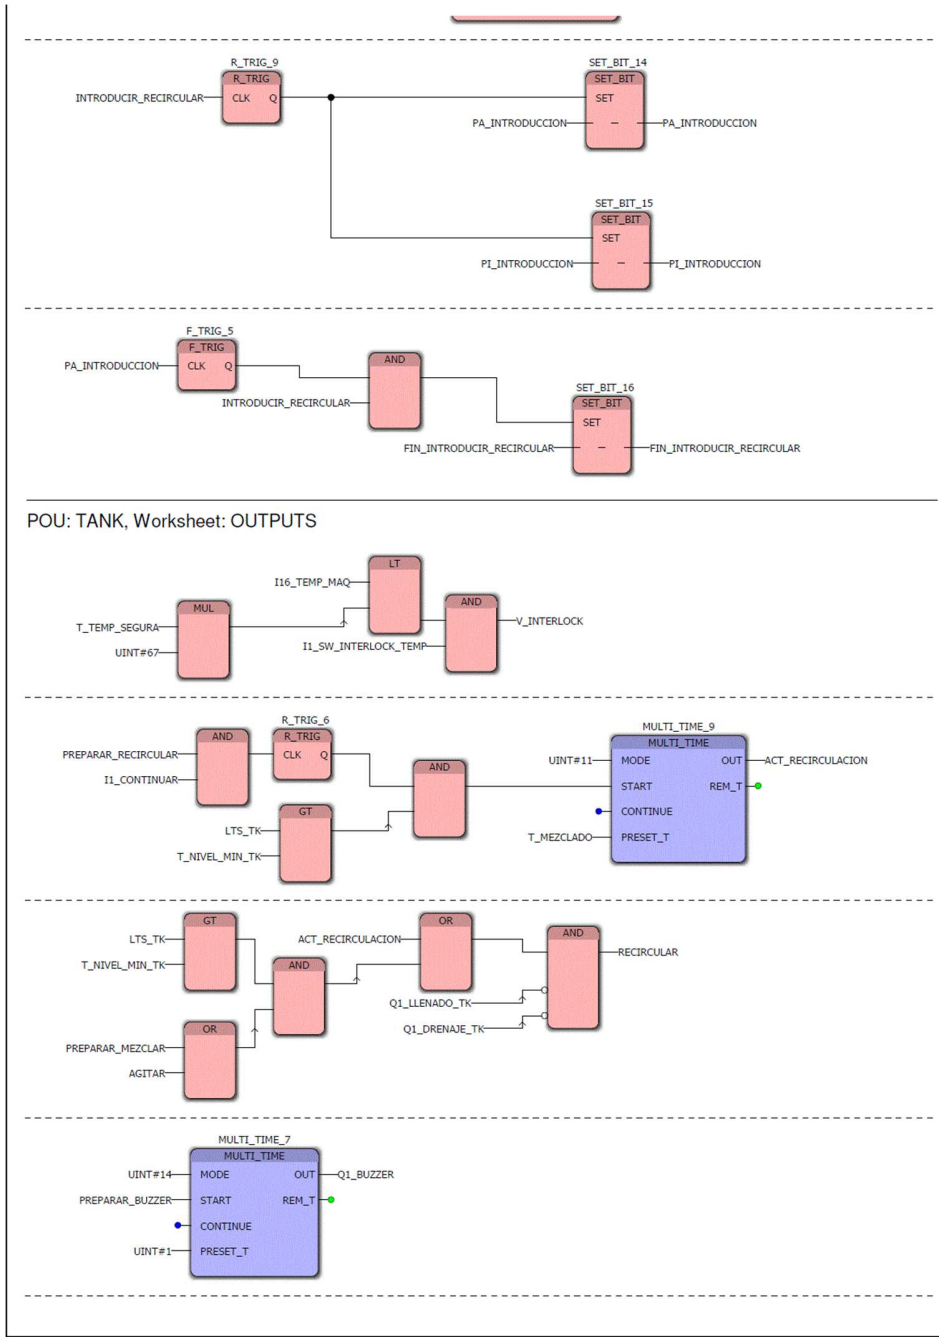 R_TRIG_9
R_TRIG
INTRODUCIR_RECIRCULAR
CLK Q
SET_BIT_14
SET_BIT
SET
PA_INTRODUCCION
PA_INTRODUCCION
SET_BIT_15
SET_BIT
SET
PI_INTRODUCCION
PI_INTRODUCCION
F_TRIG_5
F_TRIG
PA_INTRODUCCION
CLK Q
AND
INTRODUCIR_RECIRCULAR
SET_BIT_16
SET_BIT
SET
FIN_INTRODUCIR_RECIRCULAR
FIN_INTRODUCIR_RECIRCULAR
POU: TANK, Worksheet: OUTPUTS
LT
I16_TEMP_MAQ
MUL
T_TEMP_SEGURA
UINT#67
AND
V_INTERLOCK
I1_SW_INTERLOCK_TEMP
AND
PREPARAR_RECIRCULAR
I1_CONTINUAR
R_TRIG_6
R_TRIG
CLK Q
GT
LTS_TK
T_NIVEL_MIN_TK
AND
MULTI_TIME_9
MULTI_TIME
UINT#11 MODE OUT ACT_RECIRCULACION
START REM_T
CONTINUE
T_MEZCLADO PRESET_T
GT
LTS_TK
T_NIVEL_MIN_TK
OR
PREPARAR_MEZCLAR
AGITAR
AND
ACT_RECIRCULACION
OR
Q1_LLENADO_TK
Q1_DRENAJE_TK
AND
RECIRCULAR
MULTI_TIME_7
MULTI_TIME
UINT#14 MODE OUT Q1_BUZZER
PREPARAR_BUZZER START REM_T
CONTINUE
UINT#1 PRESET_T